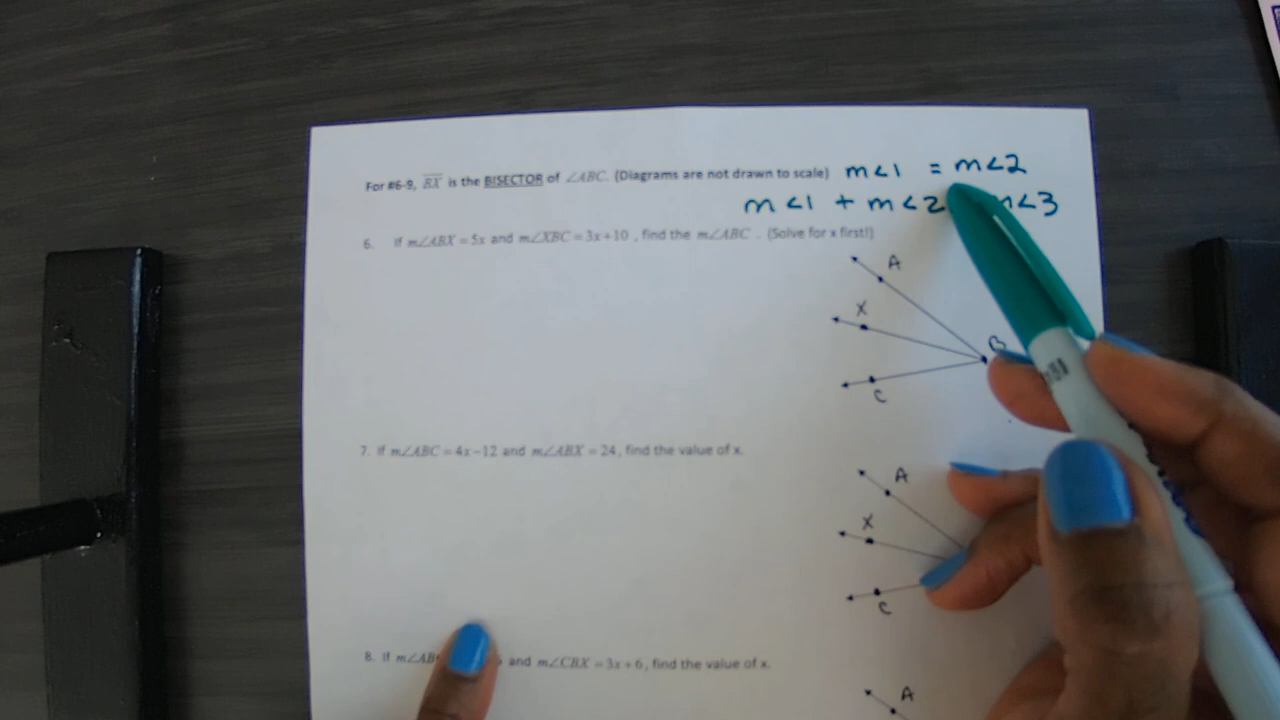 For #6-9, BX is the BISECTOR of ∠ABC. (Diagrams are not drawn to scale) m∠1 = m∠2
m∠1 + m∠2 m∠3
6. If m∠ABX = 5x and m∠XBC = 3x+10, find the m∠ABC. (Solve for x first!)
A
X
B
C
7. If m∠ABC = 4x−12 and m∠ABX = 24, find the value of x.
A
X
C
8. If and m∠CBX = 3x+6, find the value of x.
A